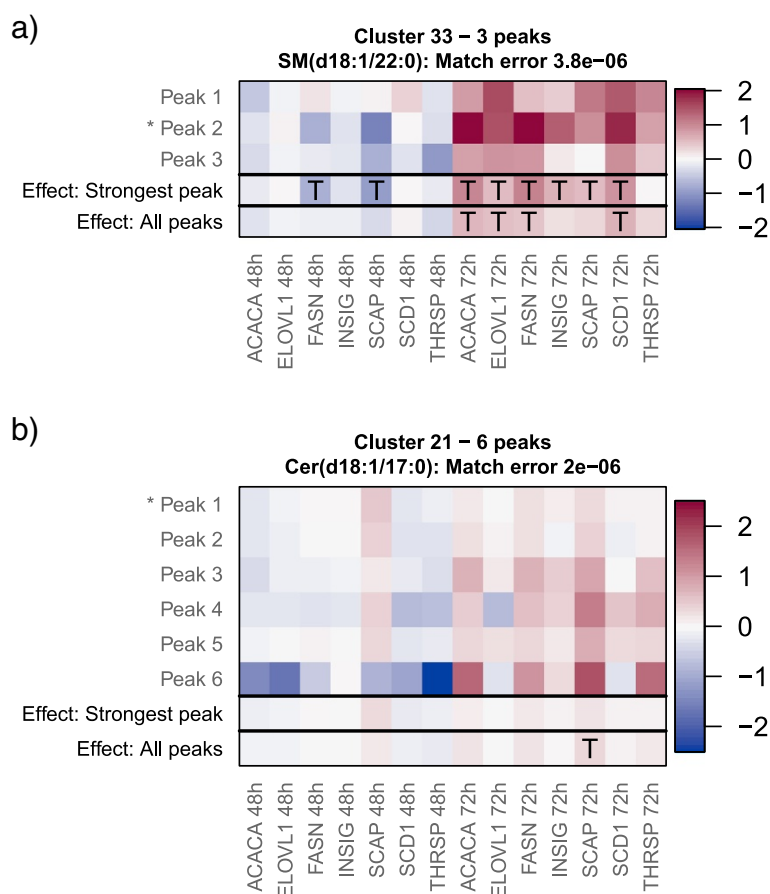 a)
Cluster 33 – 3 peaks
SM(d18:1/22:0): Match error 3.8e−06
Peak 1
* Peak 2
Peak 3
Effect: Strongest peak T T T T T T T T
Effect: All peaks T T T T
2
1
0
−1
−2
ACACA 48h
ELOVL1 48h
FASN 48h
INSIG 48h
SCAP 48h
SCD1 48h
THRSP 48h
ACACA 72h
ELOVL1 72h
FASN 72h
INSIG 72h
SCAP 72h
SCD1 72h
THRSP 72h
b)
Cluster 21 – 6 peaks
Cer(d18:1/17:0): Match error 2e−06
* Peak 1
Peak 2
Peak 3
Peak 4
Peak 5
Peak 6
Effect: Strongest peak
Effect: All peaks T
2
1
0
−1
−2
ACACA 48h
ELOVL1 48h
FASN 48h
INSIG 48h
SCAP 48h
SCD1 48h
THRSP 48h
ACACA 72h
ELOVL1 72h
FASN 72h
INSIG 72h
SCAP 72h
SCD1 72h
THRSP 72h